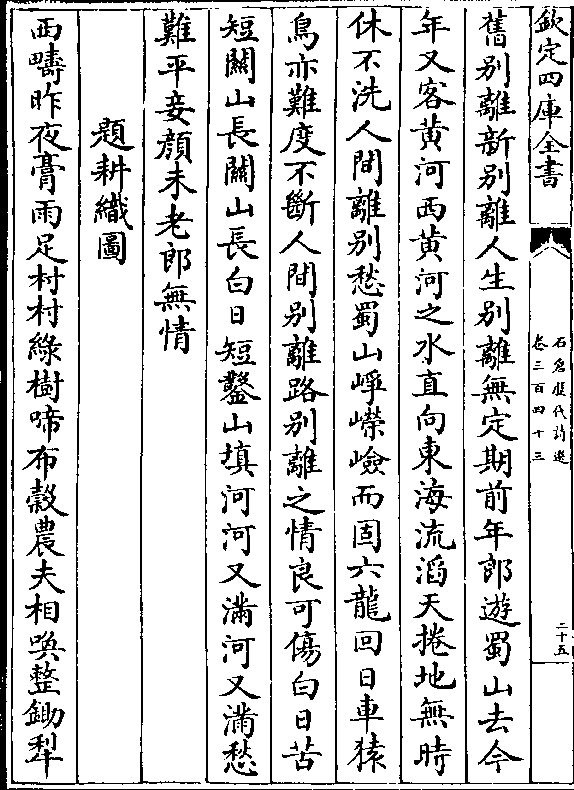 欽定四庫全書
石倉歷代詩選
卷三百四十三
二十五
舊别離新别離人生别離無定期前年郎遊蜀山去今
年又客黄河西黄河之水直向東海流滔天捲地無時
休不洗人間離别愁蜀山崢嶸嶮而固六龍回日車猿
鳥亦難度不斷人間别離路别離之情良可傷白日苦
短關山長關山長白日短鑿山填河河又滿河又滿愁
難平妾顔未老郎無情
題耕織圖
西疇昨夜膏雨足村村綠樹啼布穀農夫相喚整鋤犁